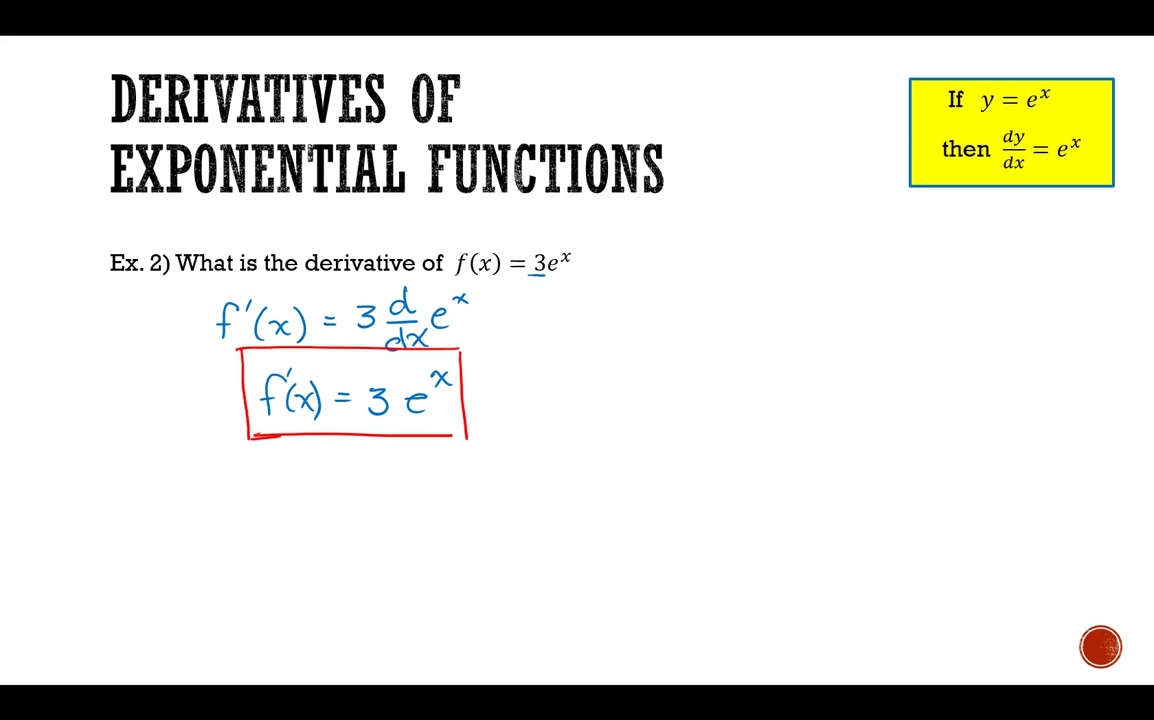 DERIVATIVES OF
EXPONENTIAL FUNCTIONS
If y = e^x
then dy/dx = e^x
Ex. 2) What is the derivative of f(x) = 3e^x
f'(x) = 3 d/dx e^x
f'(x) = 3 e^x